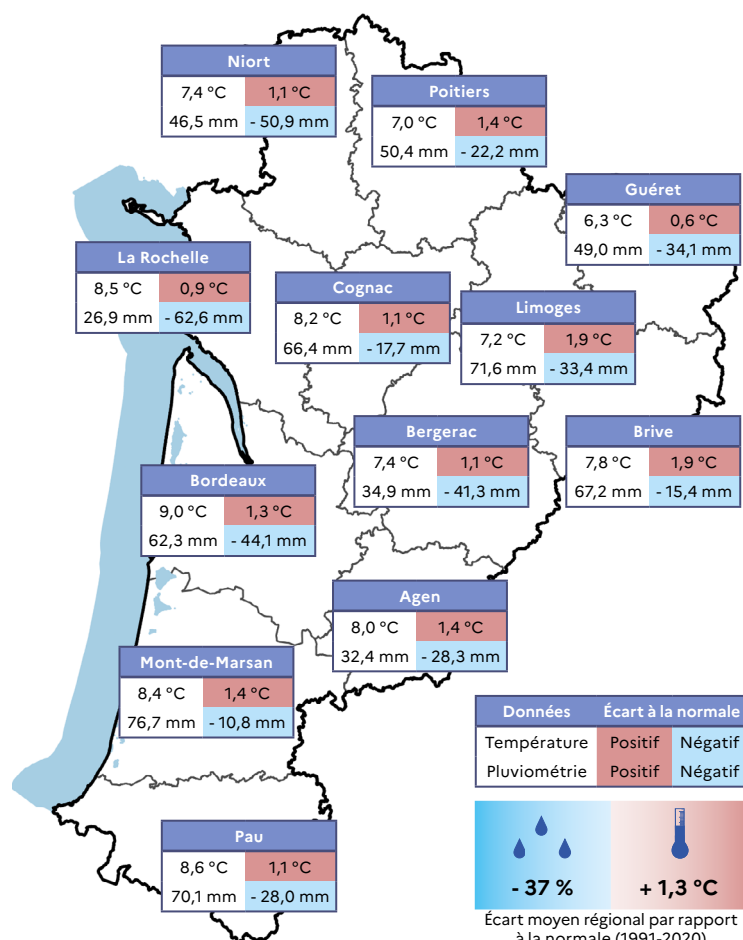 Niort
7,4 °C 1,1 °C
46,5 mm - 50,9 mm
Poitiers
7,0 °C 1,4 °C
50,4 mm - 22,2 mm
Guéret
6,3 °C 0,6 °C
49,0 mm - 34,1 mm
La Rochelle
8,5 °C 0,9 °C
26,9 mm - 62,6 mm
Cognac
8,2 °C 1,1 °C
66,4 mm - 17,7 mm
Limoges
7,2 °C 1,9 °C
71,6 mm - 33,4 mm
Bergerac
7,4 °C 1,1 °C
34,9 mm - 41,3 mm
Brive
7,8 °C 1,9 °C
67,2 mm - 15,4 mm
Bordeaux
9,0 °C 1,3 °C
62,3 mm - 44,1 mm
Agen
8,0 °C 1,4 °C
32,4 mm - 28,3 mm
Mont-de-Marsan
8,4 °C 1,4 °C
76,7 mm - 10,8 mm
Pau
8,6 °C 1,1 °C
70,1 mm - 28,0 mm
Données Écart à la normale
Température Positif Négatif
Pluviométrie Positif Négatif
- 37 % + 1,3 °C
Écart moyen régional par rapport
à la normale (1991-2020)